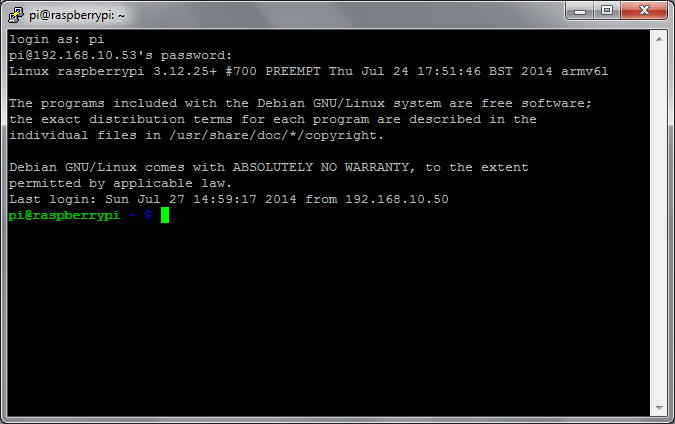 pi@raspberrypi: ~
login as: pi
pi@192.168.10.53's password:
Linux raspberrypi 3.12.25+ #700 PREEMPT Thu Jul 24 17:51:46 BST 2014 armv6l
The programs included with the Debian GNU/Linux system are free software;
the exact distribution terms for each program are described in the
individual files in /usr/share/doc/*/copyright.
Debian GNU/Linux comes with ABSOLUTELY NO WARRANTY, to the extent
permitted by applicable law.
Last login: Sun Jul 27 14:59:17 2014 from 192.168.10.50
pi@raspberrypi ~ $